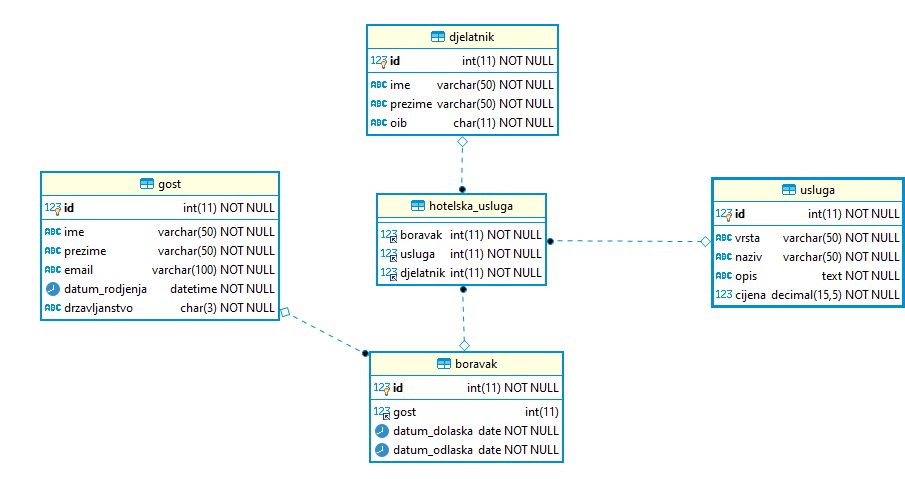 djelatnik
123 id int(11) NOT NULL
ABC ime varchar(50) NOT NULL
ABC prezime varchar(50) NOT NULL
ABC oib char(11) NOT NULL
gost
123 id int(11) NOT NULL
ABC ime varchar(50) NOT NULL
ABC prezime varchar(50) NOT NULL
ABC email varchar(100) NOT NULL
datum_rodjenja datetime NOT NULL
ABC drzavljanstvo char(3) NOT NULL
hotelska_usluga
123 boravak int(11) NOT NULL
123 usluga int(11) NOT NULL
123 djelatnik int(11) NOT NULL
usluga
123 id int(11) NOT NULL
ABC vrsta varchar(50) NOT NULL
ABC naziv varchar(50) NOT NULL
ABC opis text NOT NULL
123 cijena decimal(15,5) NOT NULL
boravak
123 id int(11) NOT NULL
123 gost int(11)
datum_dolaska date NOT NULL
datum_odlaska date NOT NULL